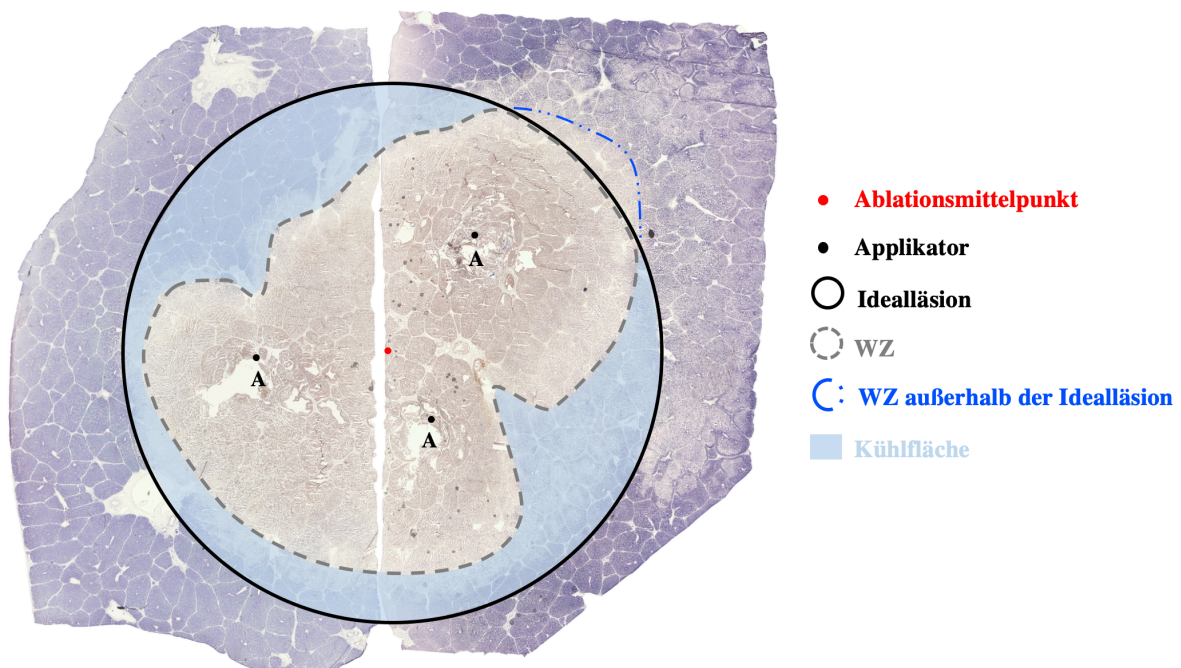 A
A
A
Ablationsmittelpunkt
Applikator
Idealläsion
WZ
WZ außerhalb der Idealläsion
Kühlfläche